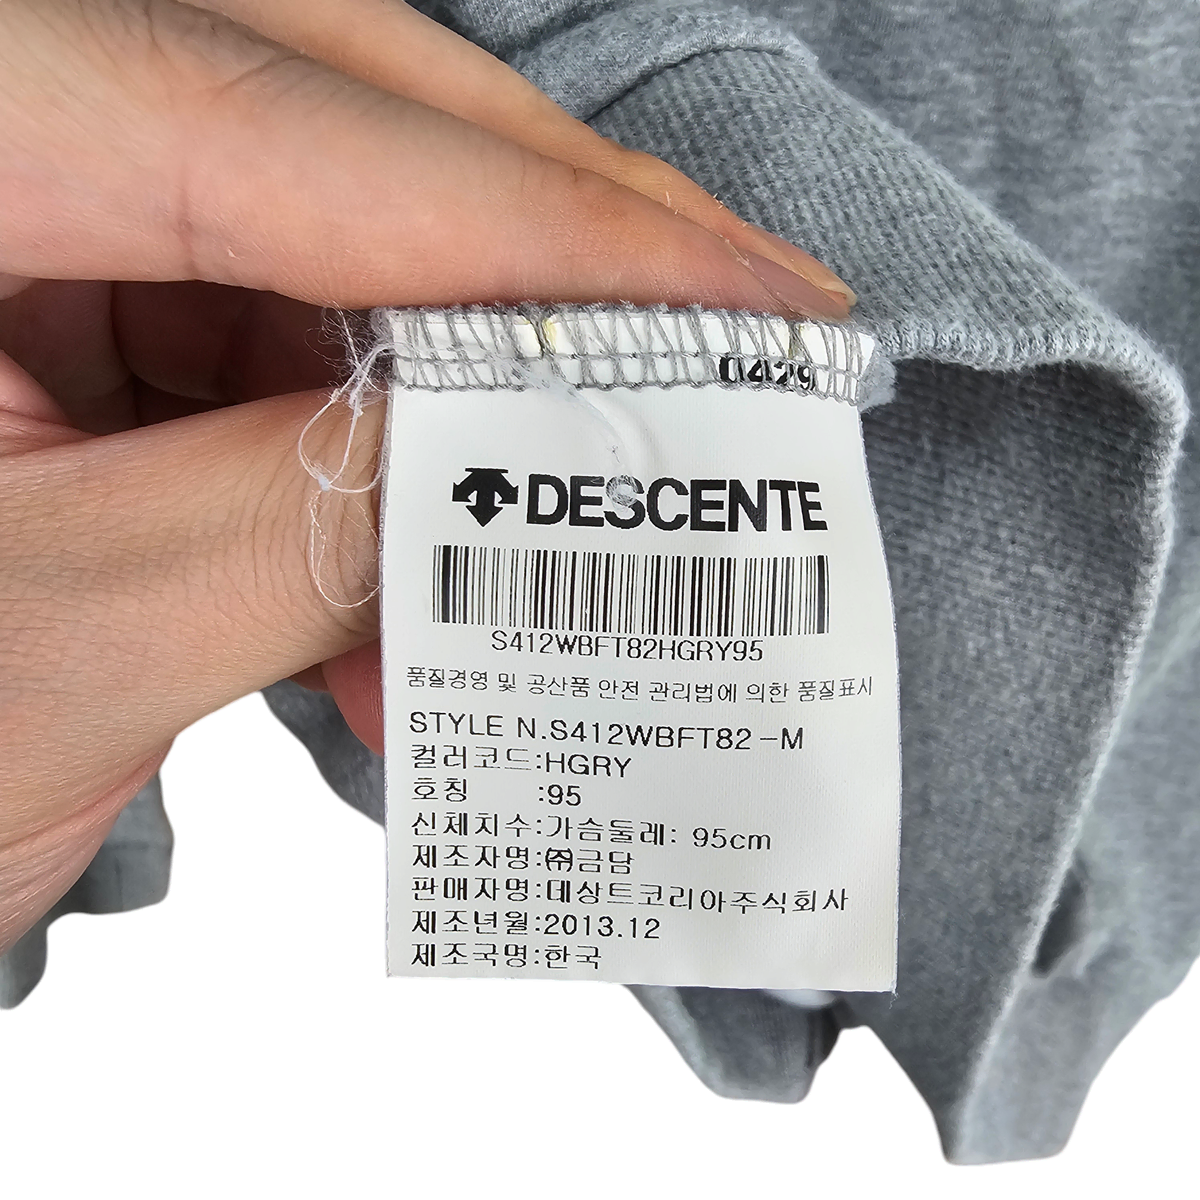 0429
DESCENTE
S412WBFT82HGRY95
품질경영 및 공산품 안전 관리법에 의한 품질표시
STYLE N.S412WBFT82-M
컬러코드:HGRY
호칭 :95
신체치수:가슴둘레: 95cm
제조자명:㈜금담
판매자명:데상트코리아주식회사
제조년월:2013.12
제조국명:한국